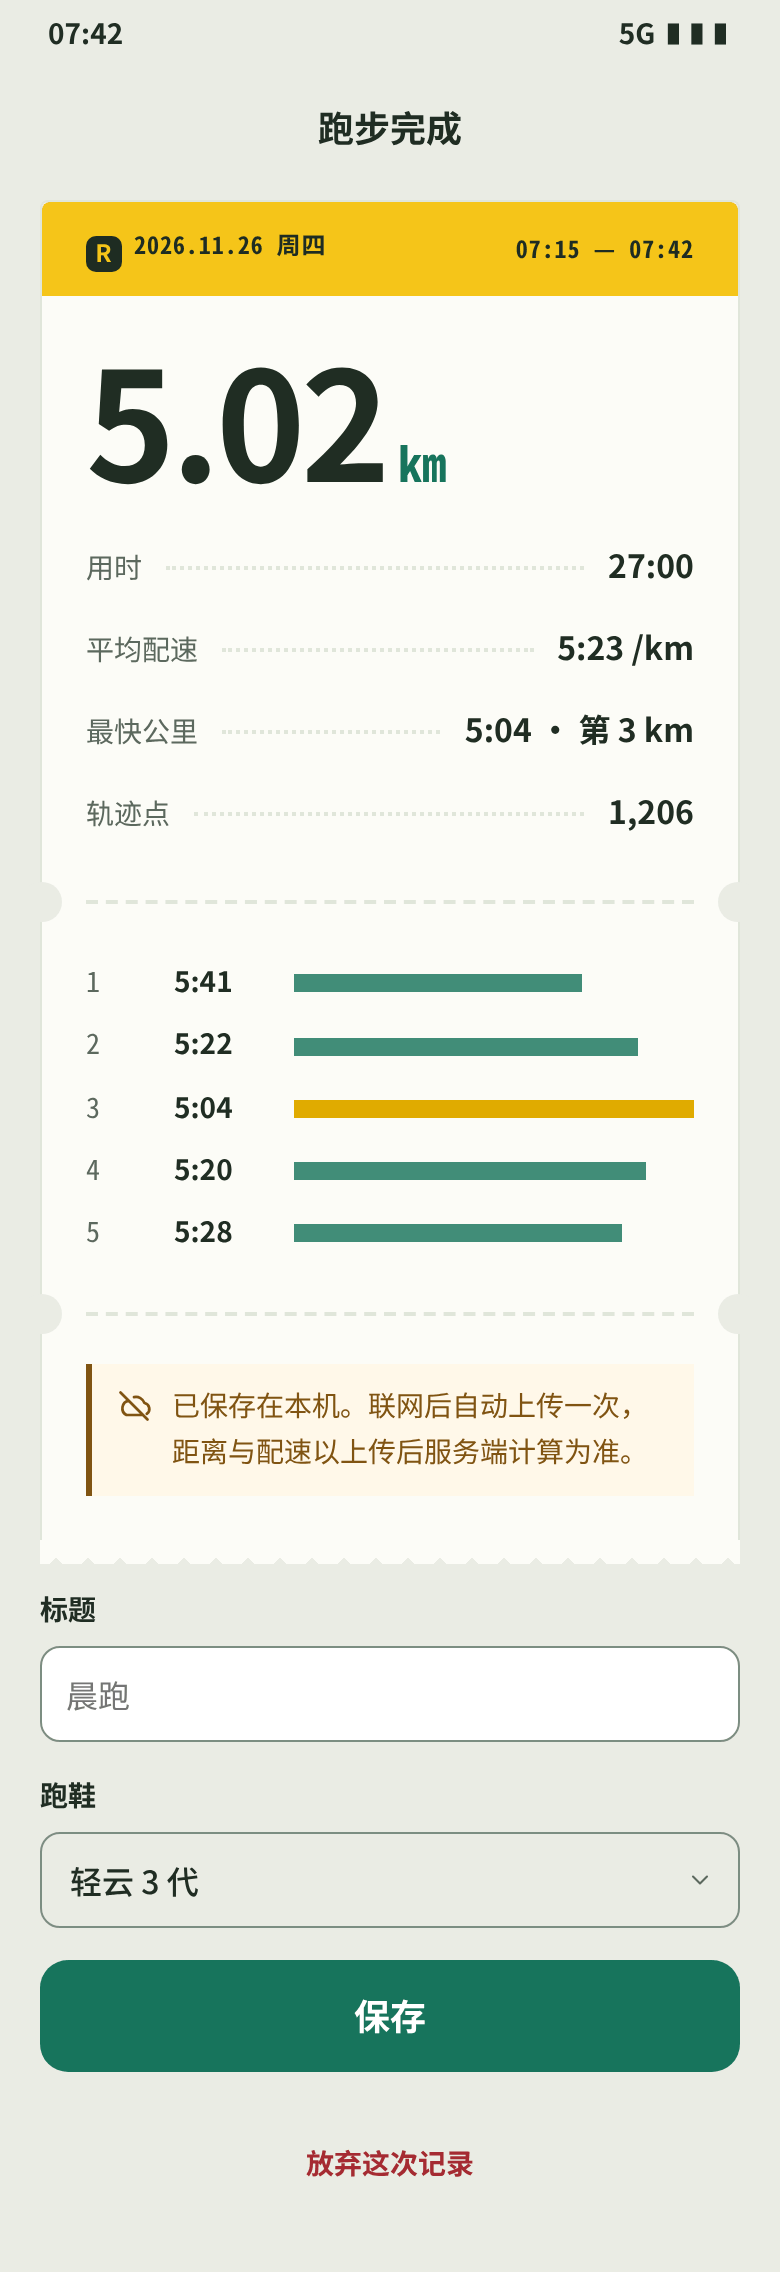 07:42 5G
跑步完成
R 2026.11.26 周四 07:15 — 07:42
5.02 km
用时 27:00
平均配速 5:23 /km
最快公里 5:04 · 第 3 km
轨迹点 1,206
1 5:41
2 5:22
3 5:04
4 5:20
5 5:28
已保存在本机。联网后自动上传一次，
距离与配速以上传后服务端计算为准。
标题
晨跑
跑鞋
轻云 3 代
保存
放弃这次记录